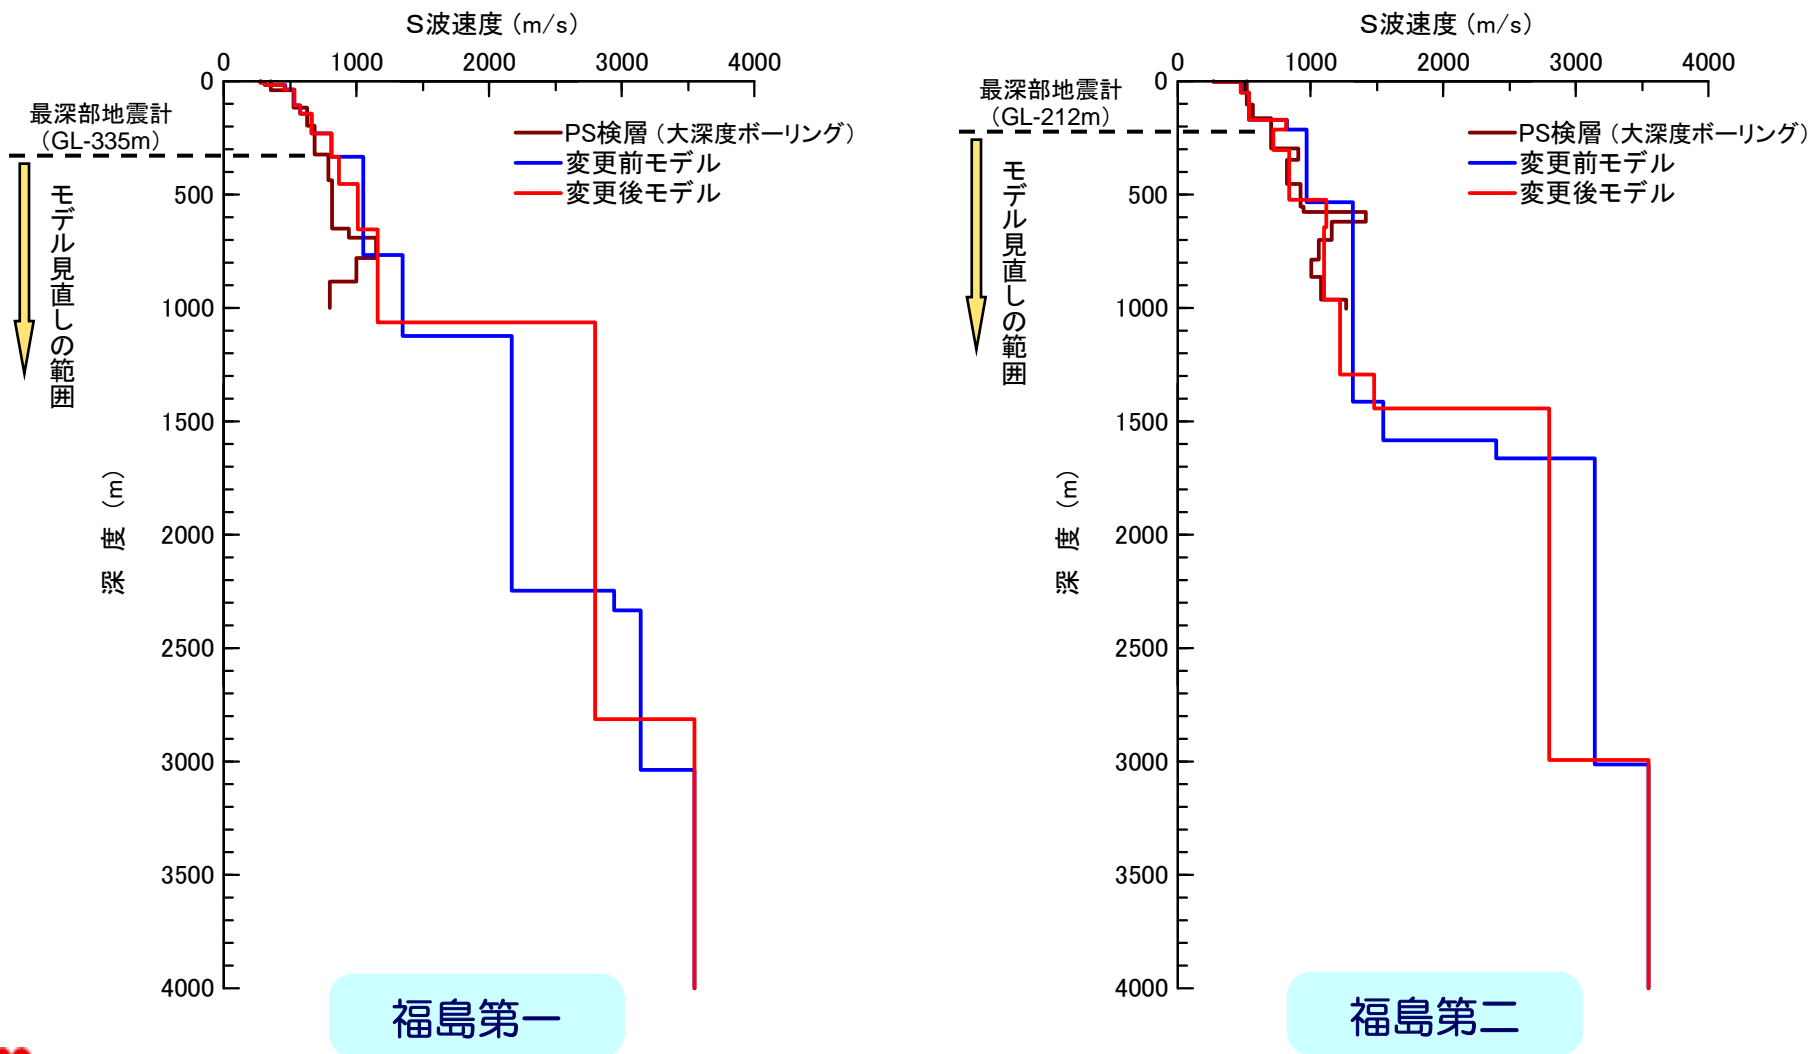 S波速度 (m/s)
0 1000 2000 3000 4000
0
500
1000
1500
2000
2500
3000
3500
4000
深度 (m)
最深部地震計
(GL-335m)
モデル見直しの範囲
PS検層 (大深度ボーリング)
変更前モデル
変更後モデル
福島第一
S波速度 (m/s)
0 1000 2000 3000 4000
0
500
1000
1500
2000
2500
3000
3500
4000
深度 (m)
最深部地震計
(GL-212m)
モデル見直しの範囲
PS検層 (大深度ボーリング)
変更前モデル
変更後モデル
福島第二